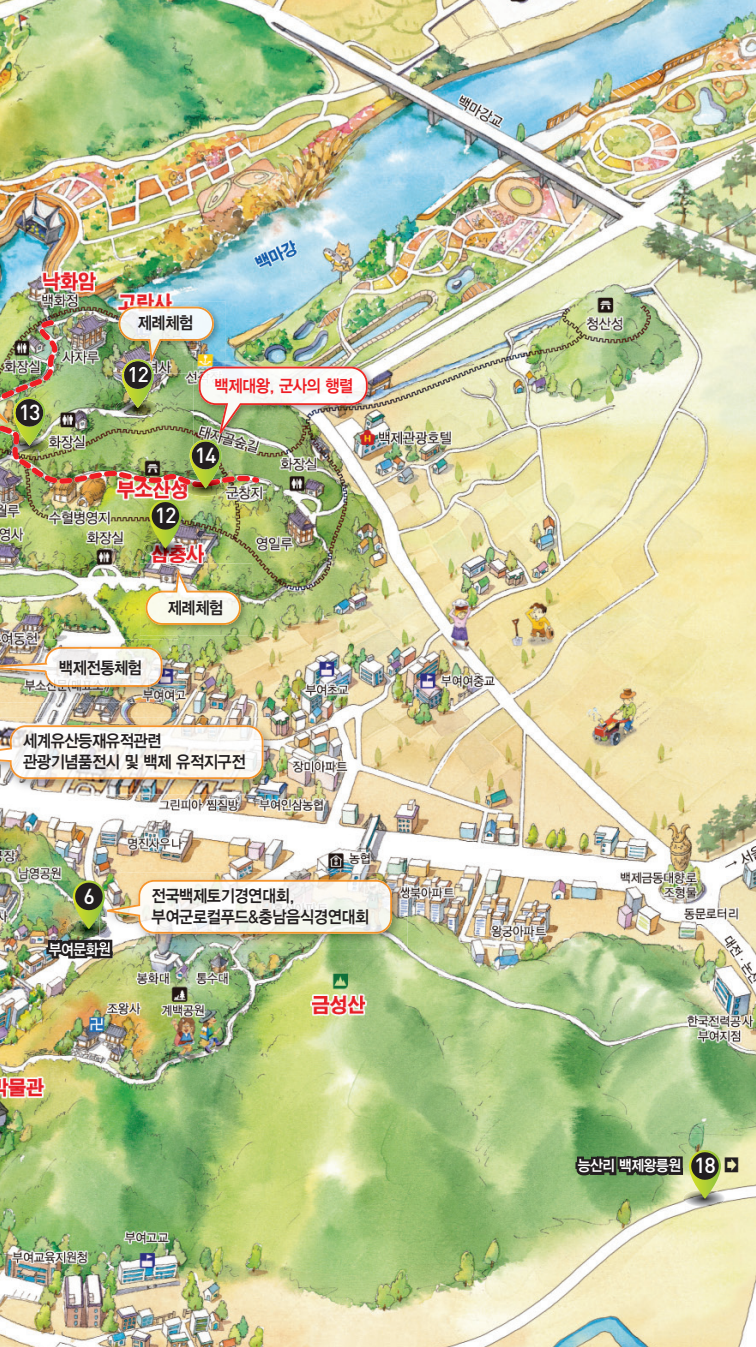 백마강교
백마강
낙화암
백화정
고란사
제례체험
화장실
사자루
12
청산성
백제대왕, 군사의 행렬
13
화장실
태자골숲길
백제관광호텔
14
화장실
부소산성
군창지
수혈병영지
12
화장실
삼충사
영일루
제례체험
백제전통체험
부여여고
부여초교
부여여중교
세계유산등재유적관련
관광기념품전시 및 백제 유적지구전
장미아파트
그린피아 찜질방
부여인삼농협
명진사우나
농협
남영공원
백제금동대향로
조형물
6
전국백제토기경연대회,
부여군로컬푸드&충남음식경연대회
쌍북아파트
왕궁아파트
동문로터리
부여문화원
봉화대
통수대
조왕사
계백공원
금성산
한국전력공사
부여지점
박물관
능산리 백제왕릉원
18
부여고교
부여교육지원청